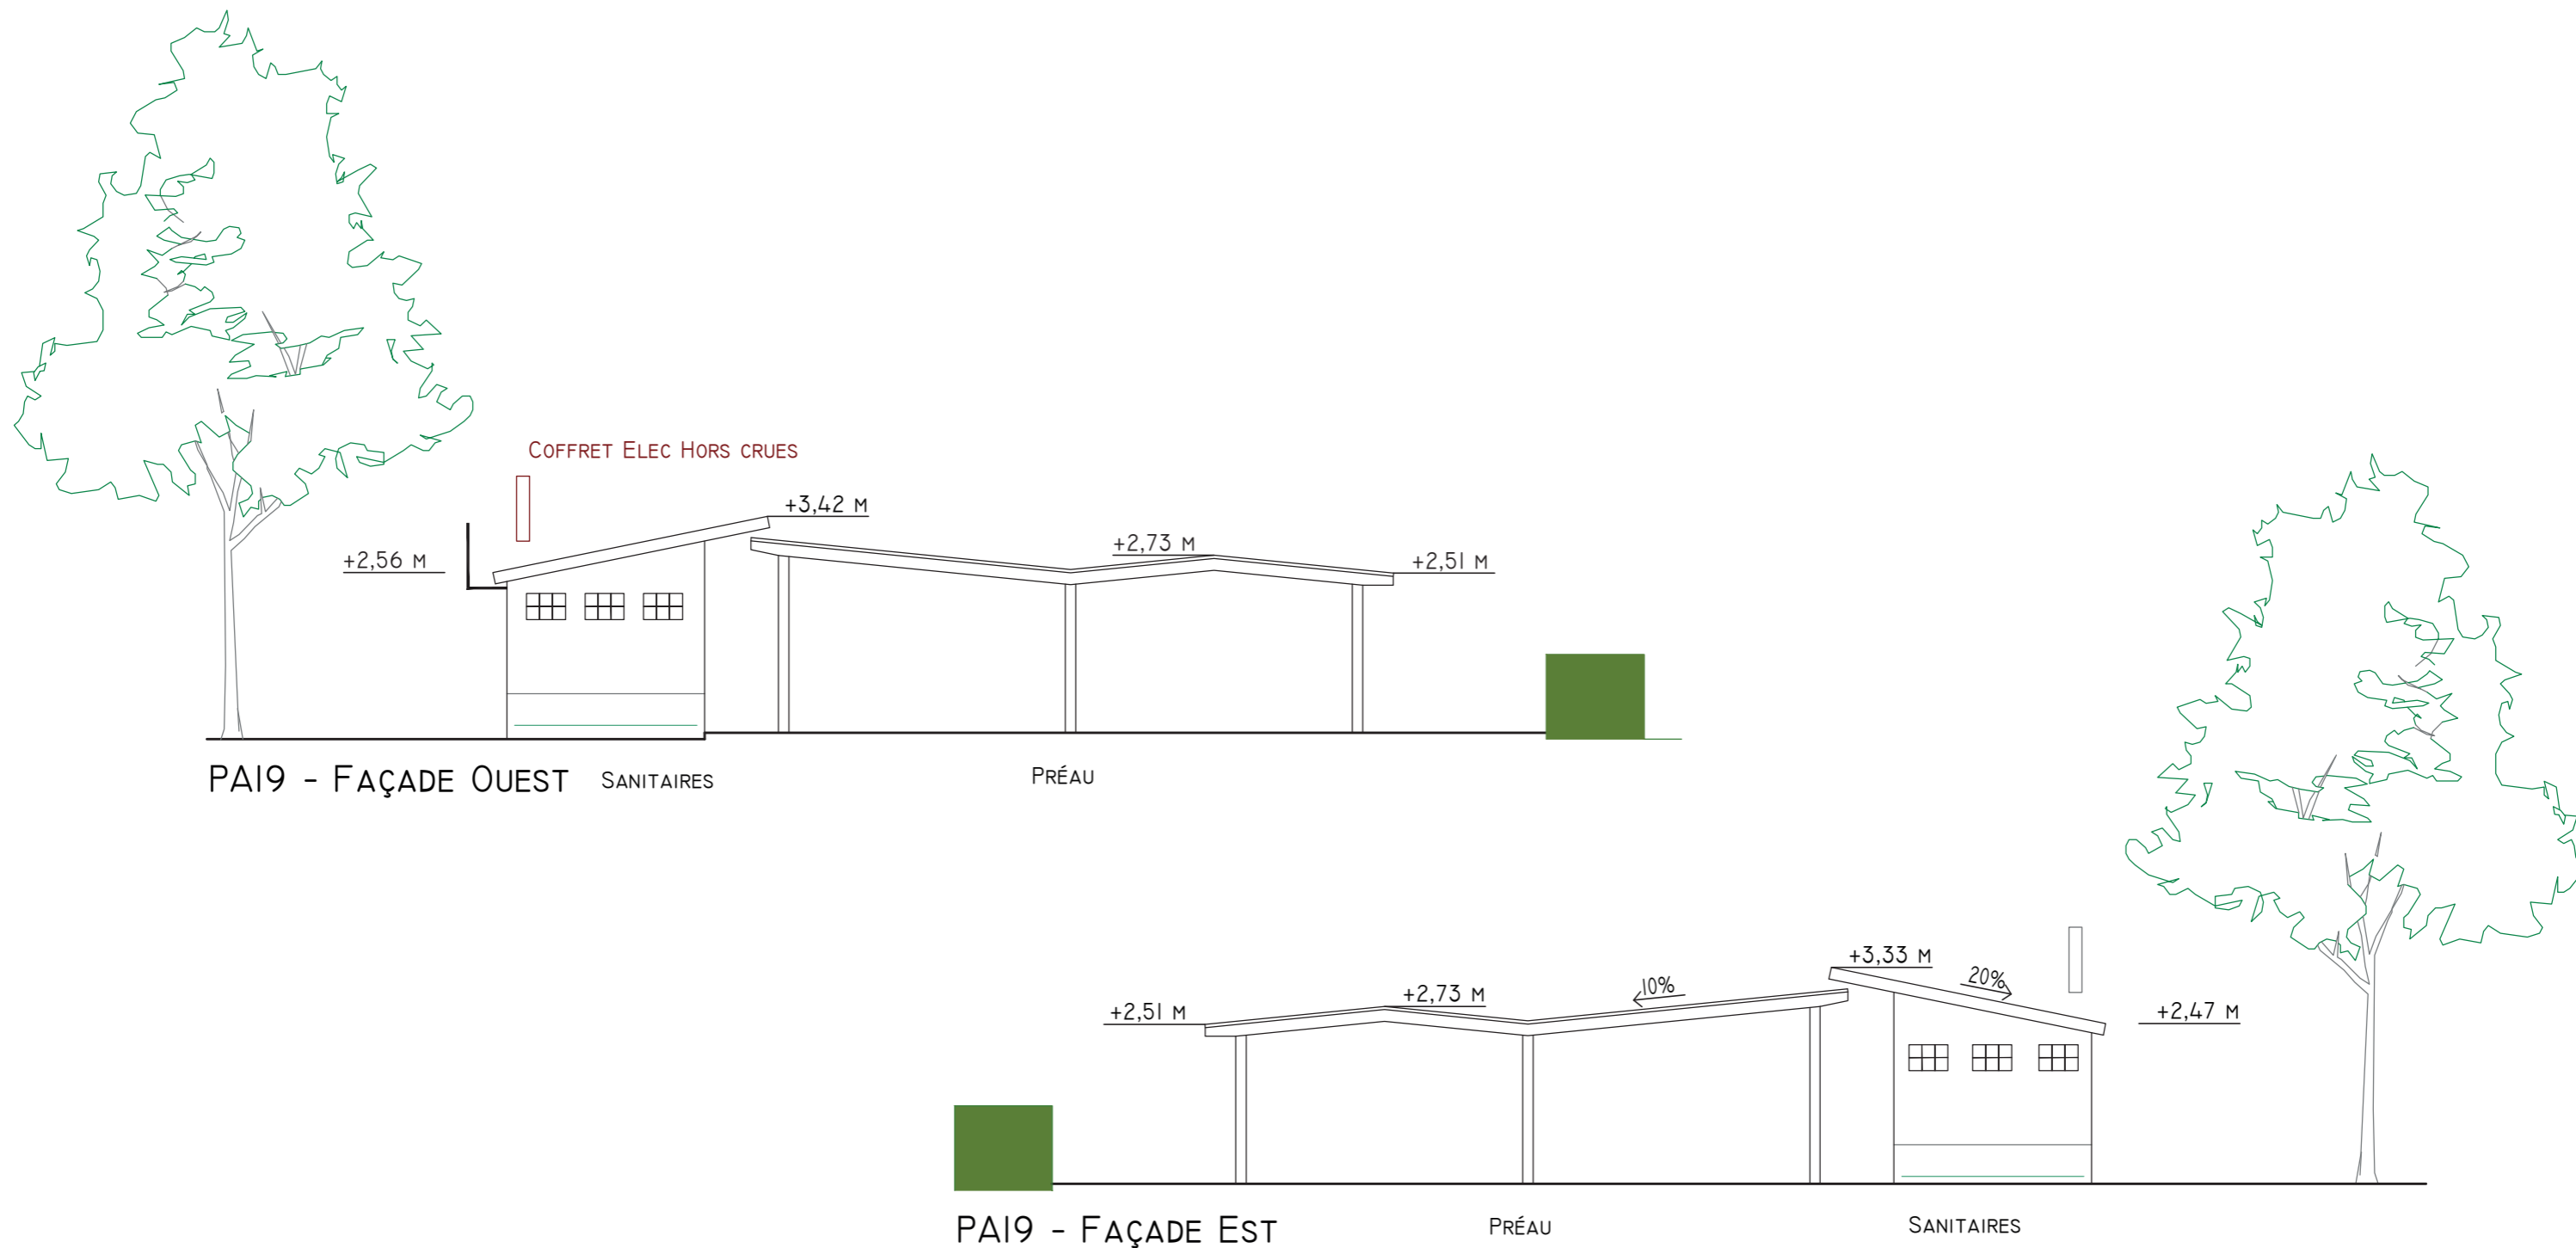 Coffret Elec Hors crues
+3,42 m
+2,56 m
+2,73 m
+2,51 m
PA19 - Façade Ouest
Sanitaires
Préau
+3,33 m
20%
10%
+2,73 m
+2,51 m
+2,47 m
PA19 - Façade Est
Préau
Sanitaires